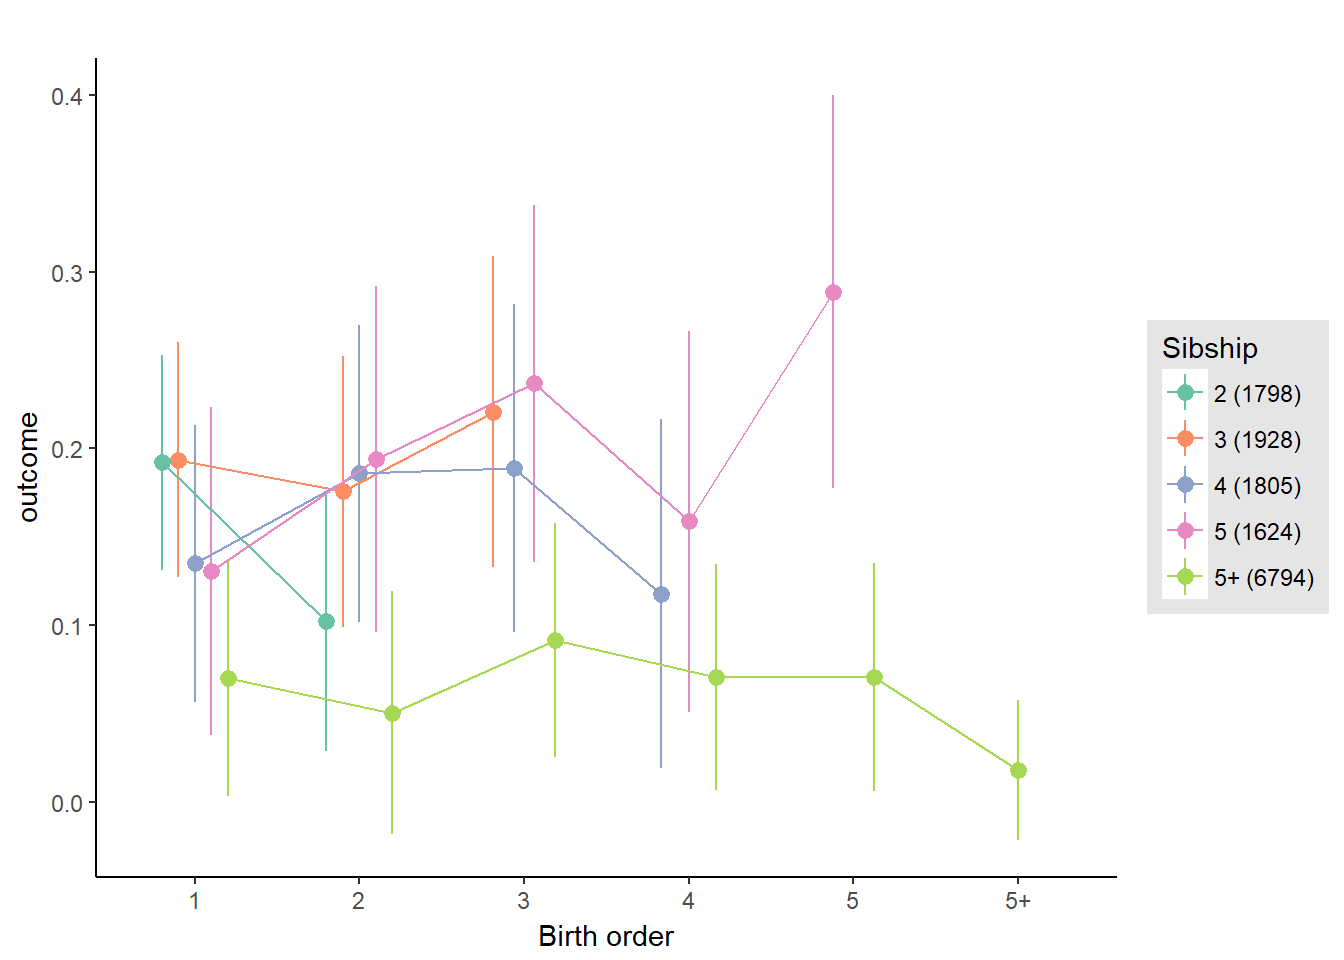 0.4
0.3
0.2
0.1
0.0
outcome
1 2 3 4 5 5+
Birth order
Sibship
2 (1798)
3 (1928)
4 (1805)
5 (1624)
5+ (6794)